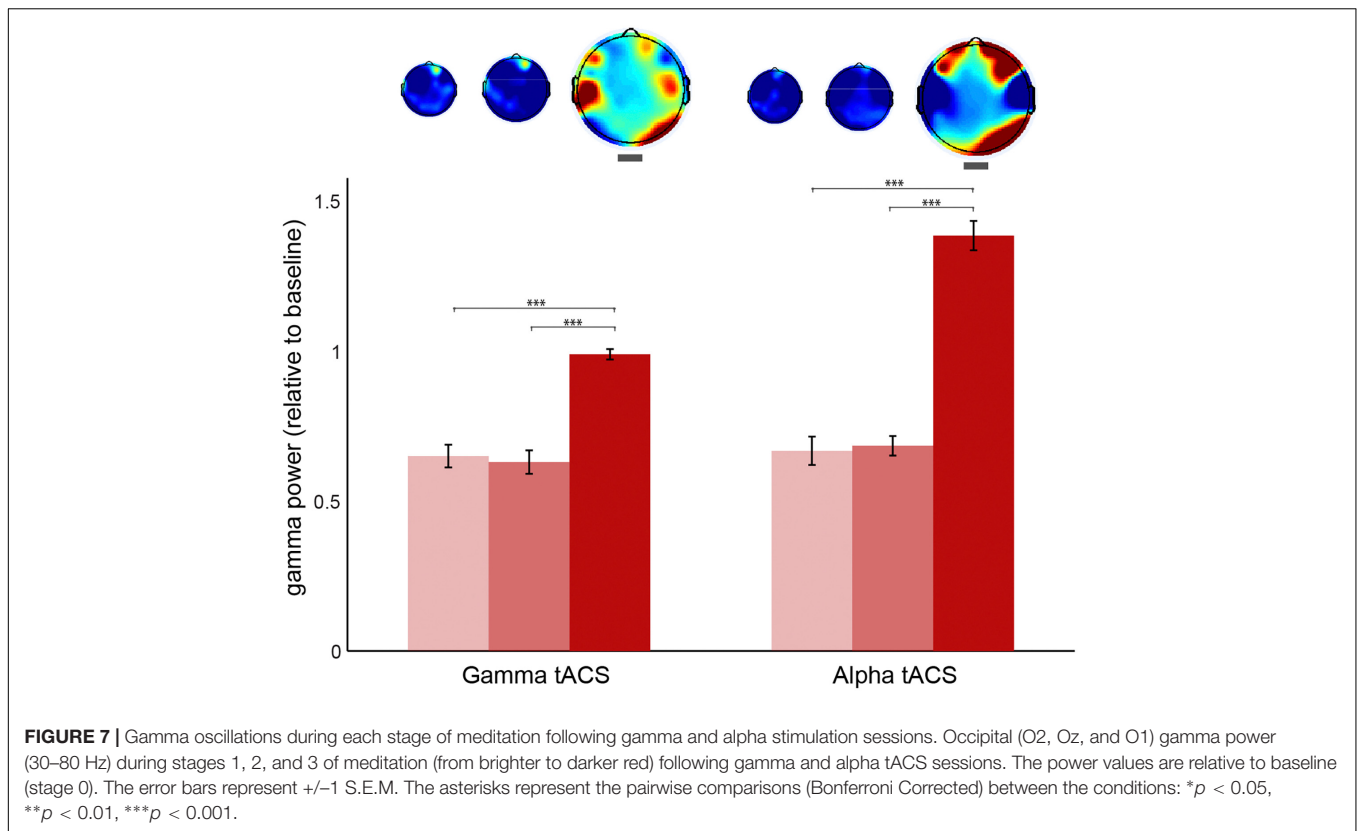 ***
***
***
***
1.5
1
0.5
0
gamma power (relative to baseline)
Gamma tACS
Alpha tACS
FIGURE 7 | Gamma oscillations during each stage of meditation following gamma and alpha stimulation sessions. Occipital (O2, Oz, and O1) gamma power
(30–80 Hz) during stages 1, 2, and 3 of meditation (from brighter to darker red) following gamma and alpha tACS sessions. The power values are relative to baseline
(stage 0). The error bars represent +/–1 S.E.M. The asterisks represent the pairwise comparisons (Bonferroni Corrected) between the conditions: *p < 0.05,
**p < 0.01, ***p < 0.001.